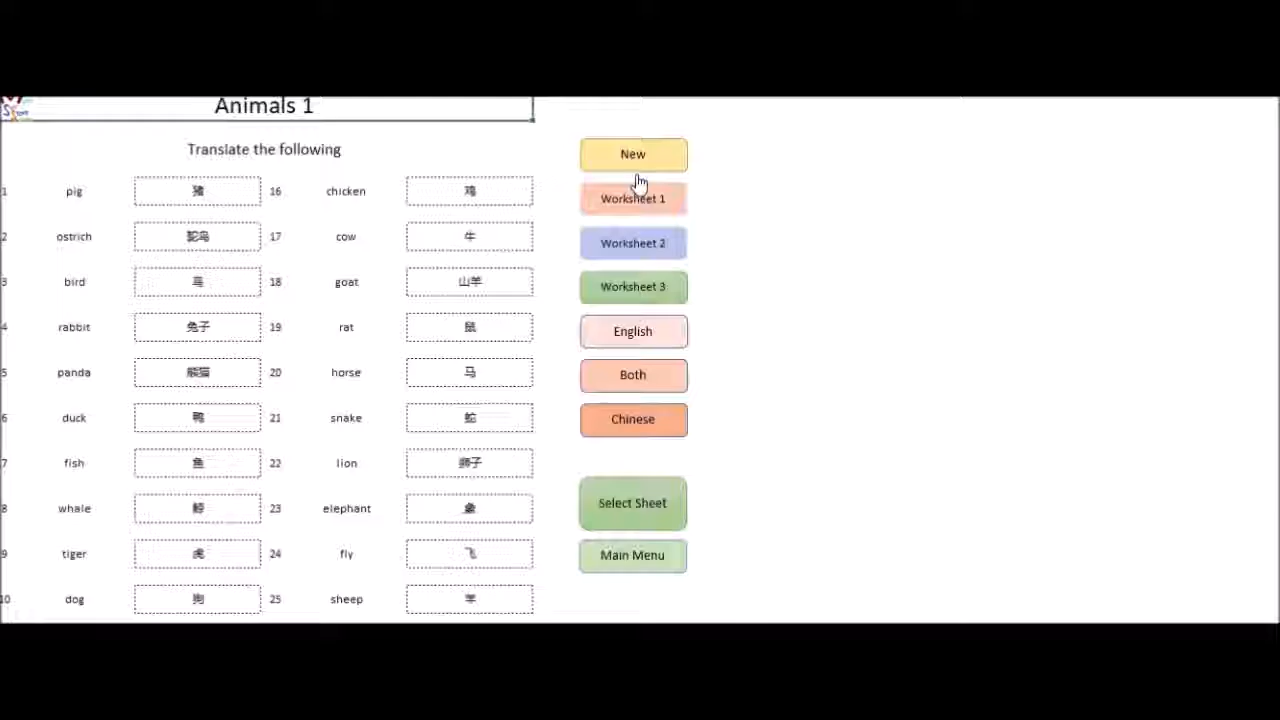 Animals 1
Translate the following
1 pig 猪 16 chicken 鸡
2 ostrich 鸵鸟 17 cow 牛
3 bird 鸟 18 goat 山羊
4 rabbit 兔子 19 rat 鼠
5 panda 熊猫 20 horse 马
6 duck 鸭 21 snake 蛇
7 fish 鱼 22 lion 狮子
8 whale 鲸 23 elephant 象
9 tiger 虎 24 fly 飞
10 dog 狗 25 sheep 羊
New
Worksheet 1
Worksheet 2
Worksheet 3
English
Both
Chinese
Select Sheet
Main Menu